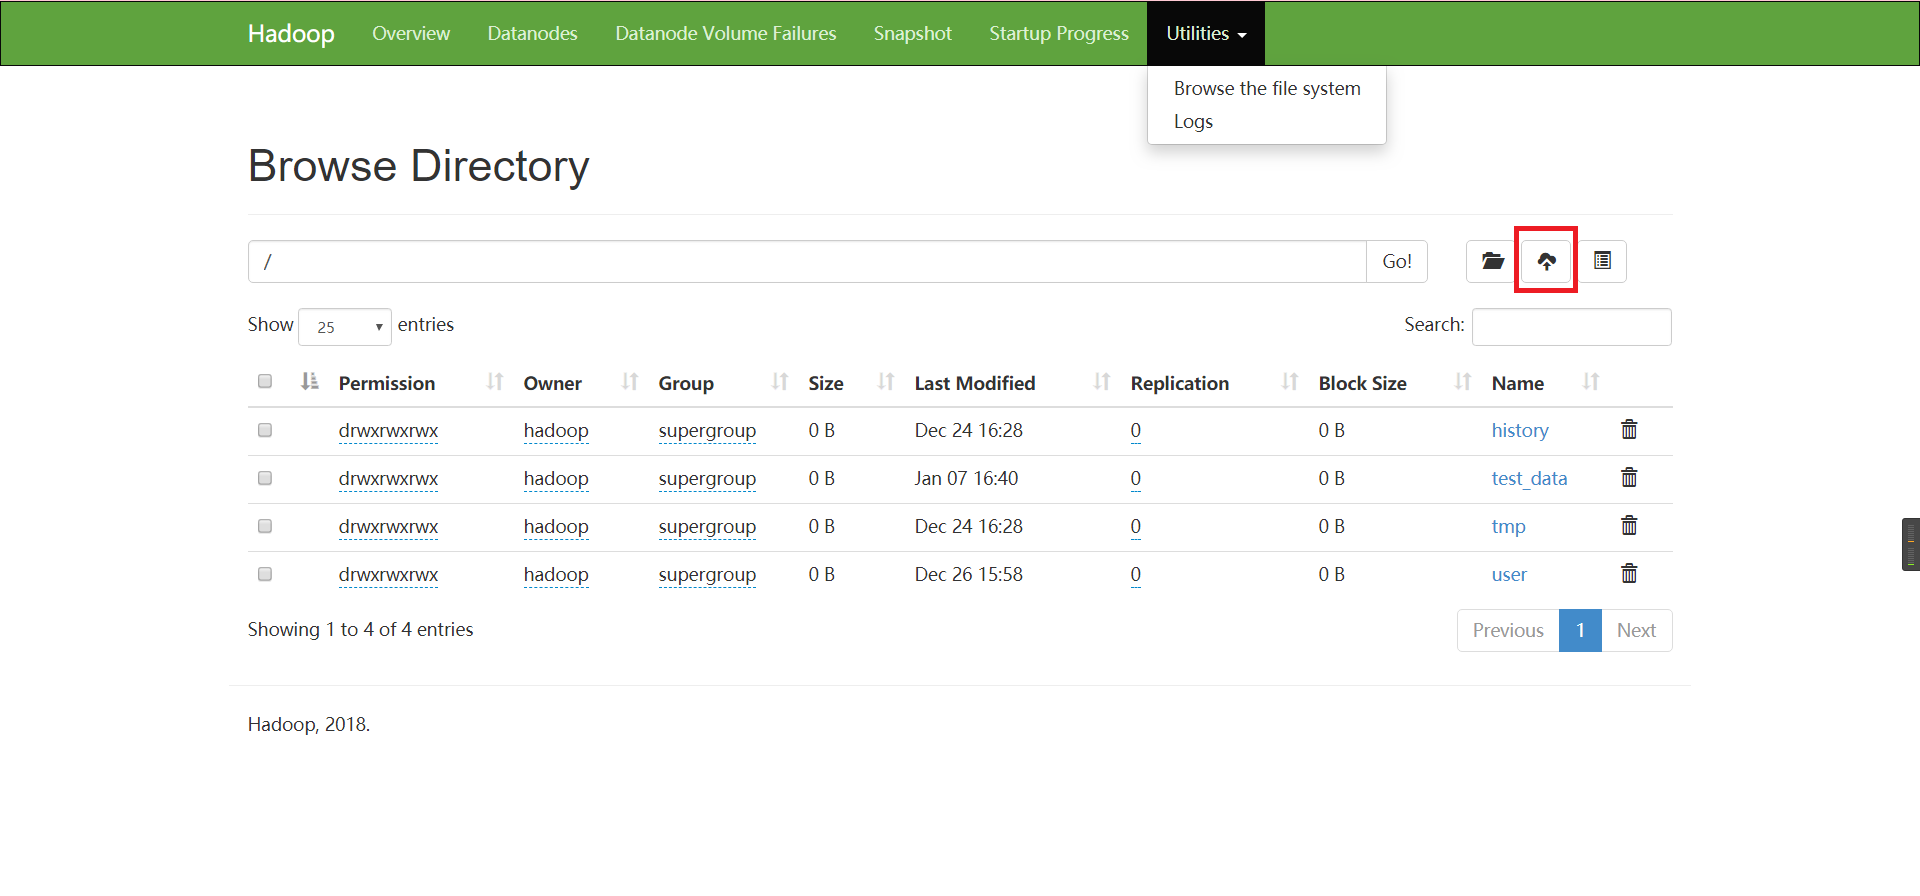 Hadoop Overview Datanodes Datanode Volume Failures Snapshot Startup Progress Utilities
Browse the file system
Logs
Browse Directory
/ Go!
Show 25 entries Search:
Permission Owner Group Size Last Modified Replication Block Size Name
drwxrwxrwx hadoop supergroup 0 B Dec 24 16:28 0 0 B history
drwxrwxrwx hadoop supergroup 0 B Jan 07 16:40 0 0 B test_data
drwxrwxrwx hadoop supergroup 0 B Dec 24 16:28 0 0 B tmp
drwxrwxrwx hadoop supergroup 0 B Dec 26 15:58 0 0 B user
Showing 1 to 4 of 4 entries Previous 1 Next
Hadoop, 2018.